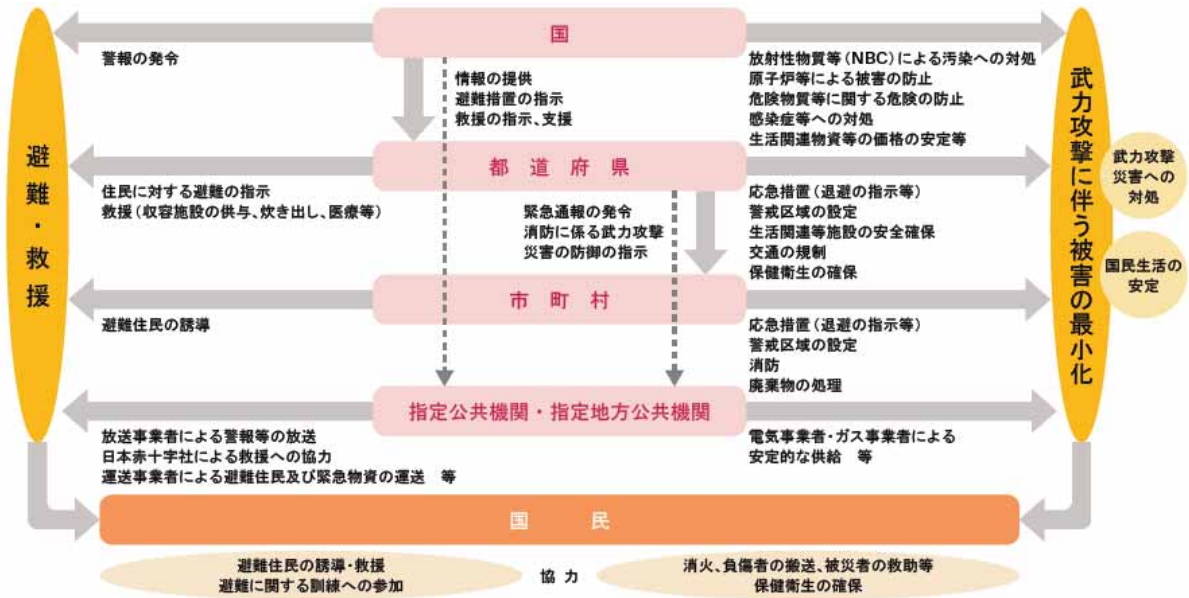 国
警報の発令
情報の提供
避難措置の指示
救援の指示、支援
放射性物質等(NBC)による汚染への対処
原子炉等による被害の防止
危険物質等に関する危険の防止
感染症等への対処
生活関連物資等の価格の安定等
避難・救援
都道府県
住民に対する避難の指示
救援(収容施設の供与、炊き出し、医療等)
緊急通報の発令
消防に係る武力攻撃
災害の防御の指示
応急措置(退避の指示等)
警戒区域の設定
生活関連等施設の安全確保
交通の規制
保健衛生の確保
武力攻撃に伴う被害の最小化
武力攻撃
災害への
対処
国民生活の
安定
市町村
避難住民の誘導
応急措置(退避の指示等)
警戒区域の設定
消防
廃棄物の処理
指定公共機関・指定地方公共機関
放送事業者による警報等の放送
日本赤十字社による救援への協力
運送事業者による避難住民及び緊急物資の運送 等
電気事業者・ガス事業者による
安定的な供給 等
国民
避難住民の誘導・救援
避難に関する訓練への参加
協力
消火、負傷者の搬送、被災者の救助等
保健衛生の確保